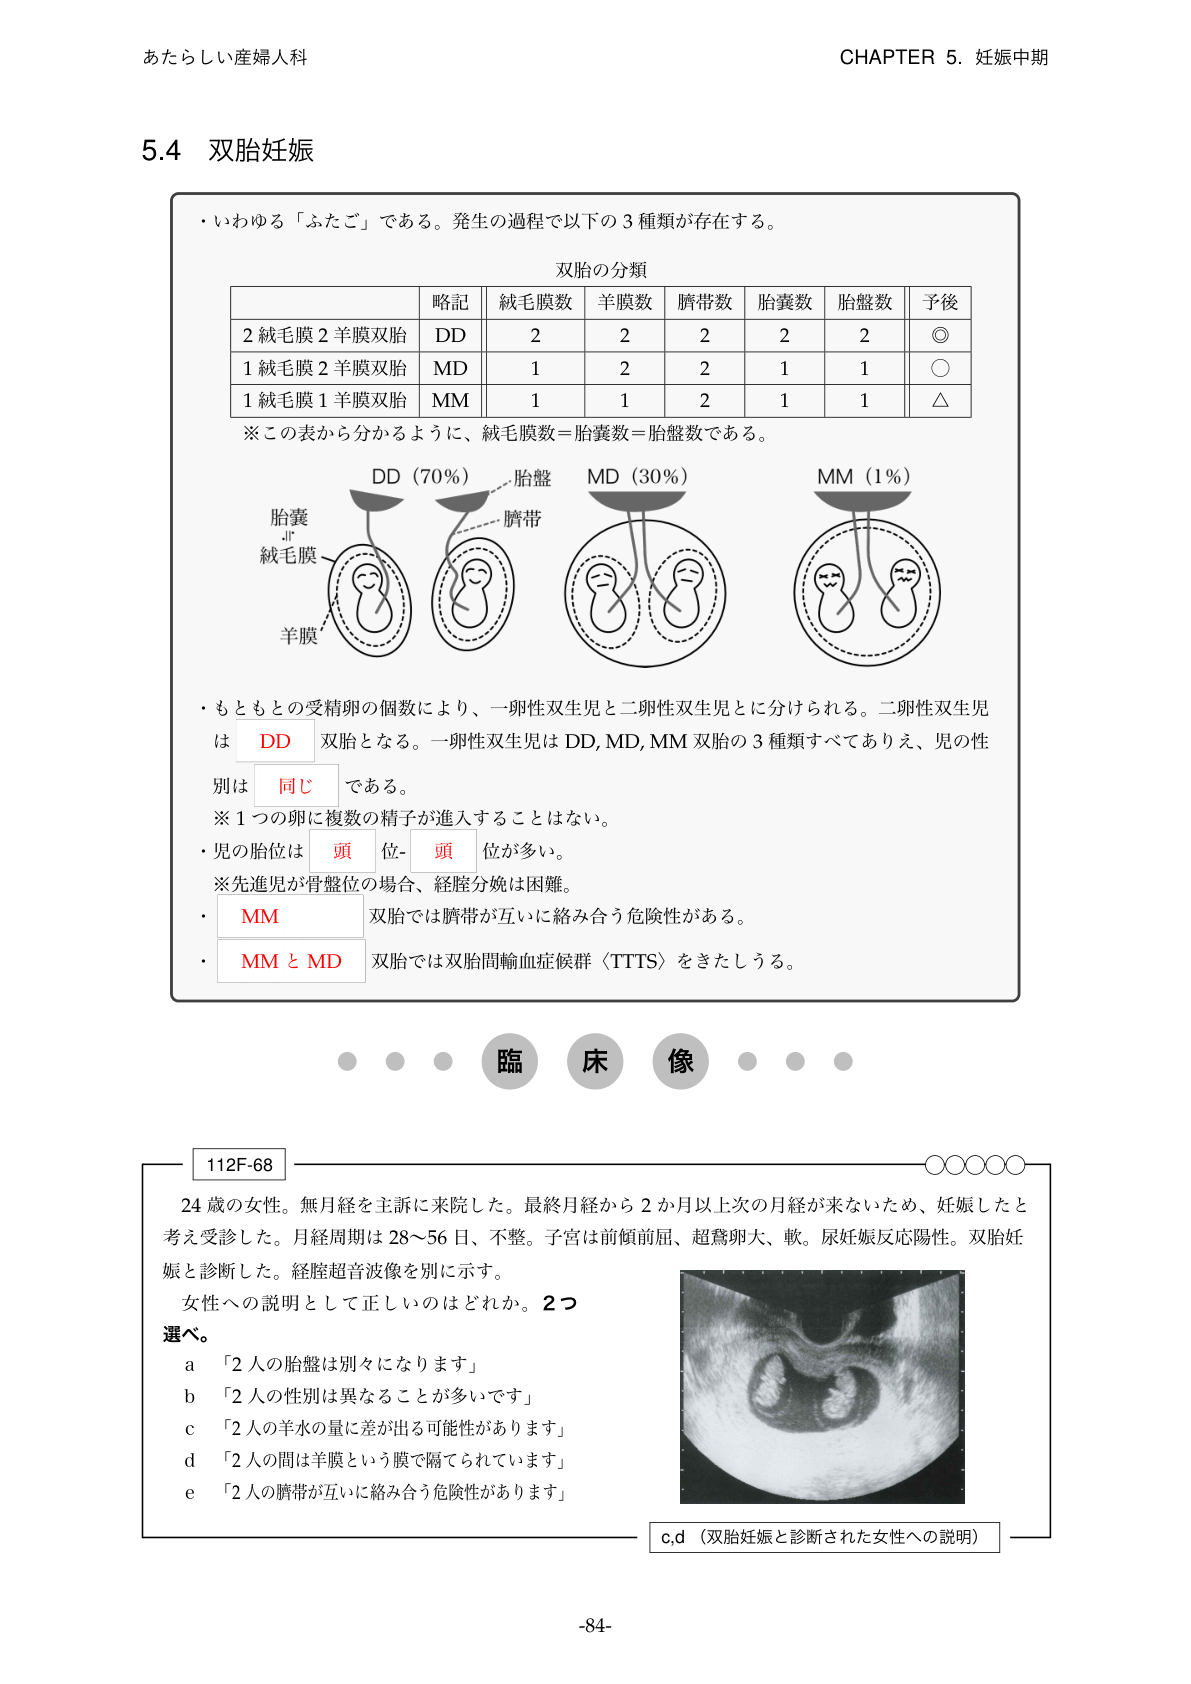 あたらしい産婦人科
CHAPTER 5. 妊娠中期
5.4 双胎妊娠
・いわゆる「ふたご」である。発生の過程で以下の 3 種類が存在する。
双胎の分類
略記 絨毛膜数 羊膜数 臍帯数 胎嚢数 胎盤数 予後
2 絨毛膜 2 羊膜双胎 DD 2 2 2 2 2 ◎
1 絨毛膜 2 羊膜双胎 MD 1 2 2 1 1 ○
1 絨毛膜 1 羊膜双胎 MM 1 1 2 1 1 △
※この表から分かるように、絨毛膜数＝胎嚢数＝胎盤数である。
DD（70%） 胎盤 MD（30%） MM（1%）
胎嚢 臍帯
=
絨毛膜
羊膜
・もともとの受精卵の個数により、一卵性双生児と二卵性双生児とに分けられる。二卵性双生児
は DD 双胎となる。一卵性双生児は DD, MD, MM 双胎の 3 種類すべてありえ、児の性
別は 同じ である。
※ 1 つの卵に複数の精子が進入することはない。
・児の胎位は 頭 位- 頭 位が多い。
※先進児が骨盤位の場合、経腟分娩は困難。
・ MM 双胎では臍帯が互いに絡み合う危険性がある。
・ MM と MD 双胎では双胎間輸血症候群〈TTTS〉をきたしうる。
臨 床 像
112F-68
24 歳の女性。無月経を主訴に来院した。最終月経から 2 か月以上次の月経が来ないため、妊娠したと
考え受診した。月経周期は 28〜56 日、不整。子宮は前傾前屈、超鵞卵大、軟。尿妊娠反応陽性。双胎妊
娠と診断した。経腟超音波像を別に示す。
女性への説明として正しいのはどれか。2つ
選べ。
a 「2 人の胎盤は別々になります」
b 「2 人の性別は異なることが多いです」
c 「2 人の羊水の量に差が出る可能性があります」
d 「2 人の間は羊膜という膜で隔てられています」
e 「2 人の臍帯が互いに絡み合う危険性があります」
c,d （双胎妊娠と診断された女性への説明）
-84-